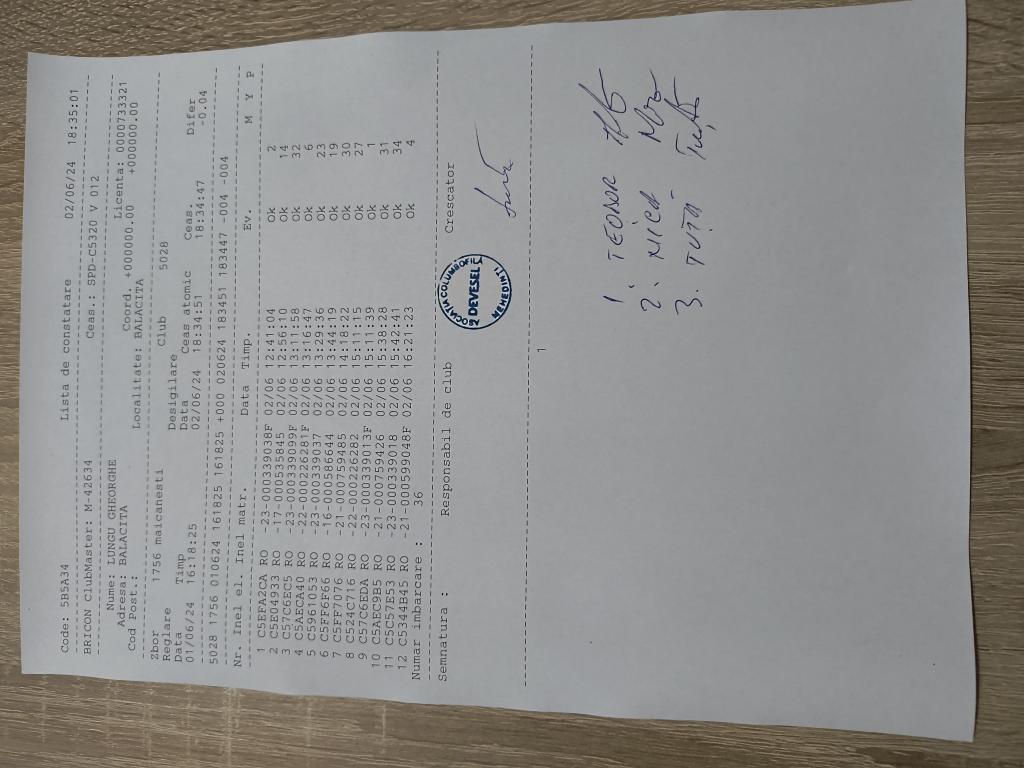 Code: 5B5A34 Lista de constatare 02/06/24 18:35:01
BRICON ClubMaster: M-42634 Ceas.: SPD-C5320 V 012
Nume: LUNGU GHEORGHE Licenta: 0000733321
Adresa: BALACITA Coord. +000000.00 +000000.00
Cod Post.: Localitate: BALACITA
Zbor 1756 maicanesti Club 5028
Reglare Desigilare
Data Timp Data Ceas atomic Ceas. Difer
01/06/24 16:18:25 02/06/24 18:34:51 18:34:47 -0.04
5028 1756 010624 161825 161825 +000 020624 183451 183447 -004 -004
Nr. Inel el. Inel matr. Data Timp. Ev. M Y P
1 C5EFA2CA RO -23-000339038F 02/06 12:41:04 Ok 2
2 C5E04933 RO -17-000535845 02/06 12:56:10 Ok 14
3 C57C6EC5 RO -23-000339099F 02/06 13:11:58 Ok 32
4 C5AECA40 RO -22-000226281F 02/06 13:16:47 Ok 6
5 C5961053 RO -23-000339037 02/06 13:29:36 Ok 23
6 C5FF6F66 RO -16-000586644 02/06 13:44:19 Ok 19
7 C5FF7076 RO -21-000759485 02/06 14:18:22 Ok 30
8 C524C716 RO -22-000226282 02/06 15:11:15 Ok 27
9 C57C6EDA RO -23-000339013F 02/06 15:11:39 Ok 1
10 C5AEC9B5 RO -21-000759426 02/06 15:38:28 Ok 31
11 C5C57E53 RO -23-000339018 02/06 15:42:41 Ok 34
12 C5344B45 RO -21-000599048F 02/06 16:21:23 Ok 4
Numar imbarcare : 36
Semnatura : Responsabil de club Crescator
ASOCIATIA COLUMBOFILA
DEVESEL
MEHEDINTI
1
1. TEODOR
2. NICA
3. TUȚĂ